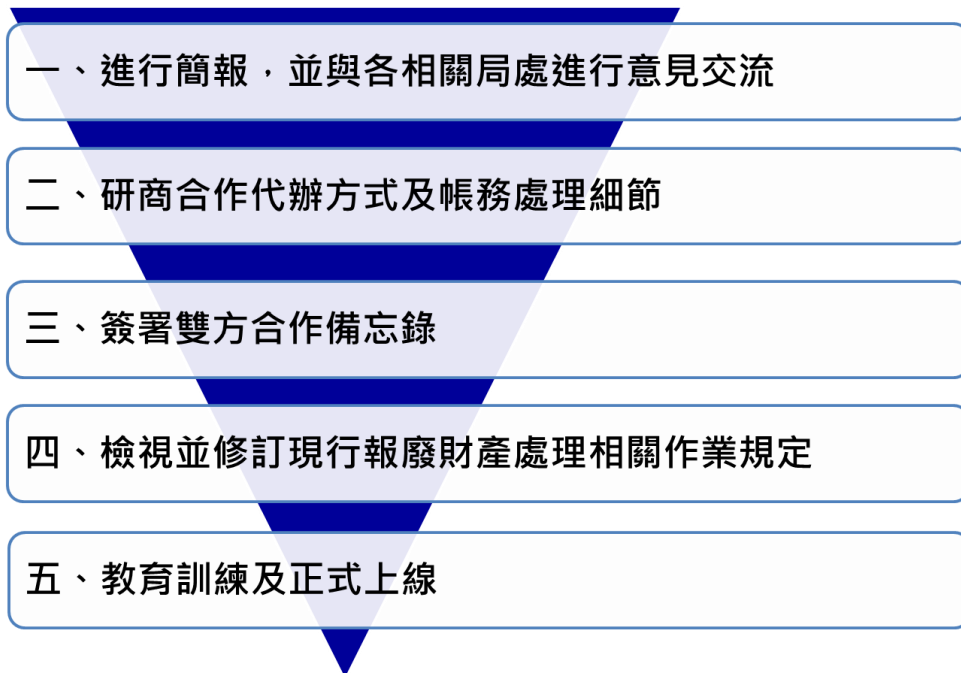 一、進行簡報，並與各相關局處進行意見交流
二、研商合作代辦方式及帳務處理細節
三、簽署雙方合作備忘錄
四、檢視並修訂現行報廢財產處理相關作業規定
五、教育訓練及正式上線